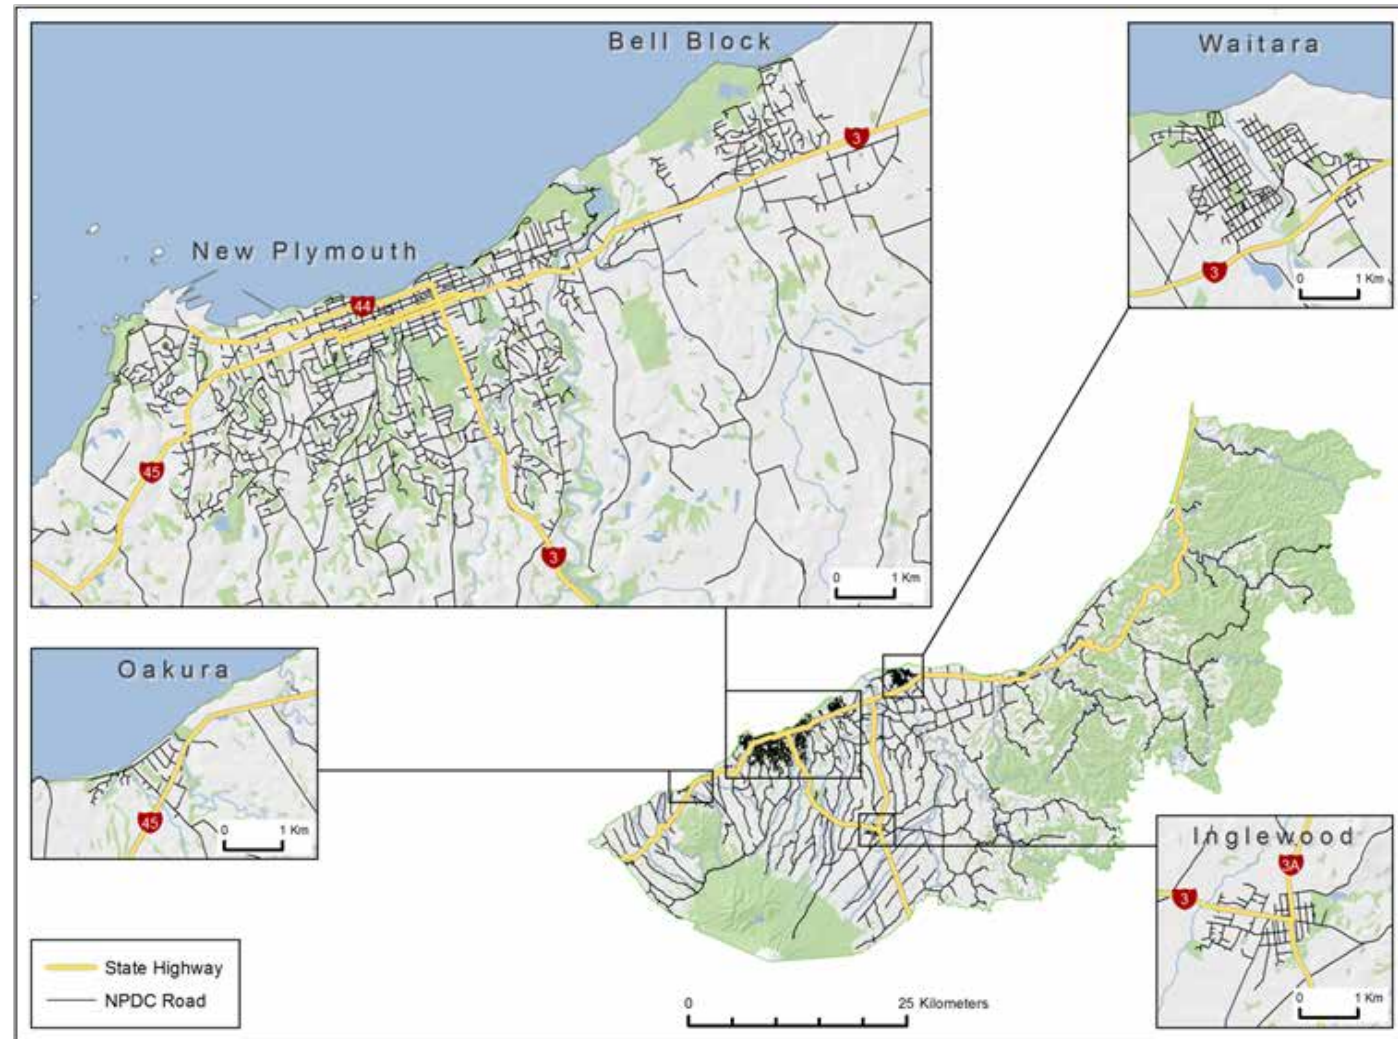 Bell Block
New Plymouth
3
44
45
3
0 1 Km
Waitara
3
0 1 Km
Oakura
45
0 1 Km
Inglewood
3A
3
0 1 Km
State Highway
NPDC Road
0 25 Kilometers